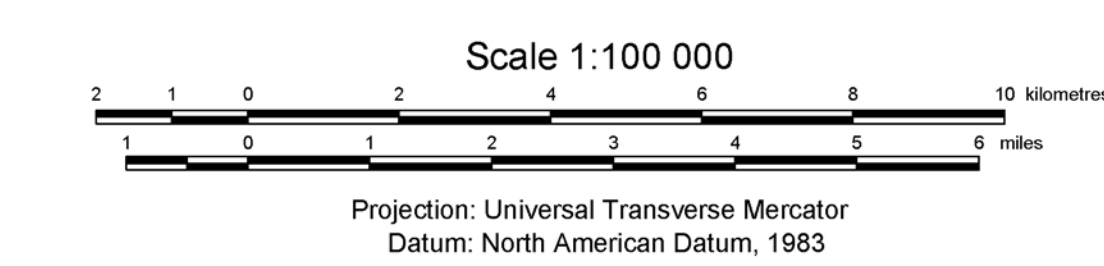 Scale 1:100 000
2 1 0 2 4 6 8 10 kilometres
1 0 1 2 3 4 5 6 miles
Projection: Universal Transverse Mercator
Datum: North American Datum, 1983